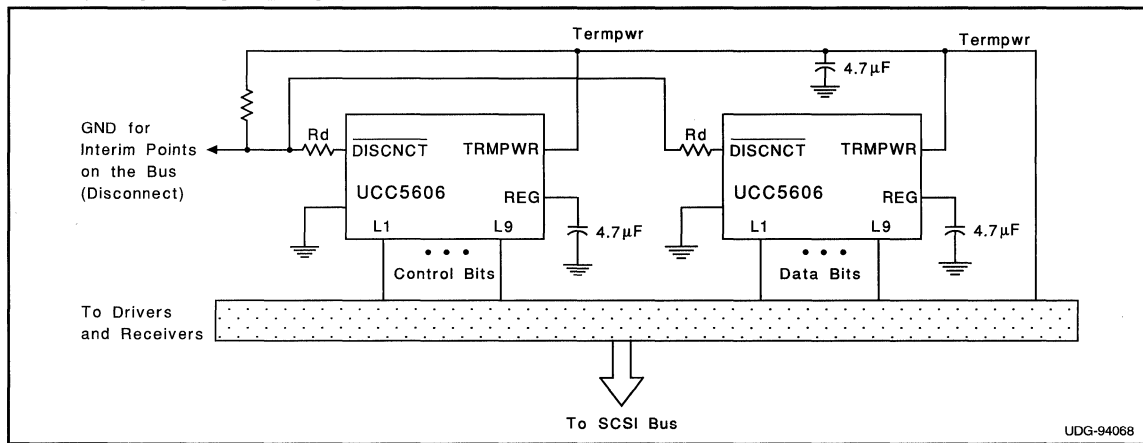 Termpwr
Termpwr
4.7µF
GND for
Interim Points
on the Bus
(Disconnect)
Rd
DISCNCT
TRMPWR
UCC5606
REG
L1
L9
4.7µF
Control Bits
Rd
DISCNCT
TRMPWR
UCC5606
REG
L1
L9
4.7µF
Data Bits
To Drivers
and Receivers
To SCSI Bus
UDG-94068